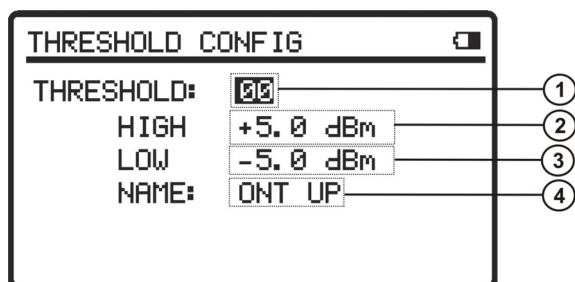 THRESHOLD CONFIG
THRESHOLD: 00 1
HIGH +5.0 dBm 2
LOW -5.0 dBm 3
NAME: ONT UP 4